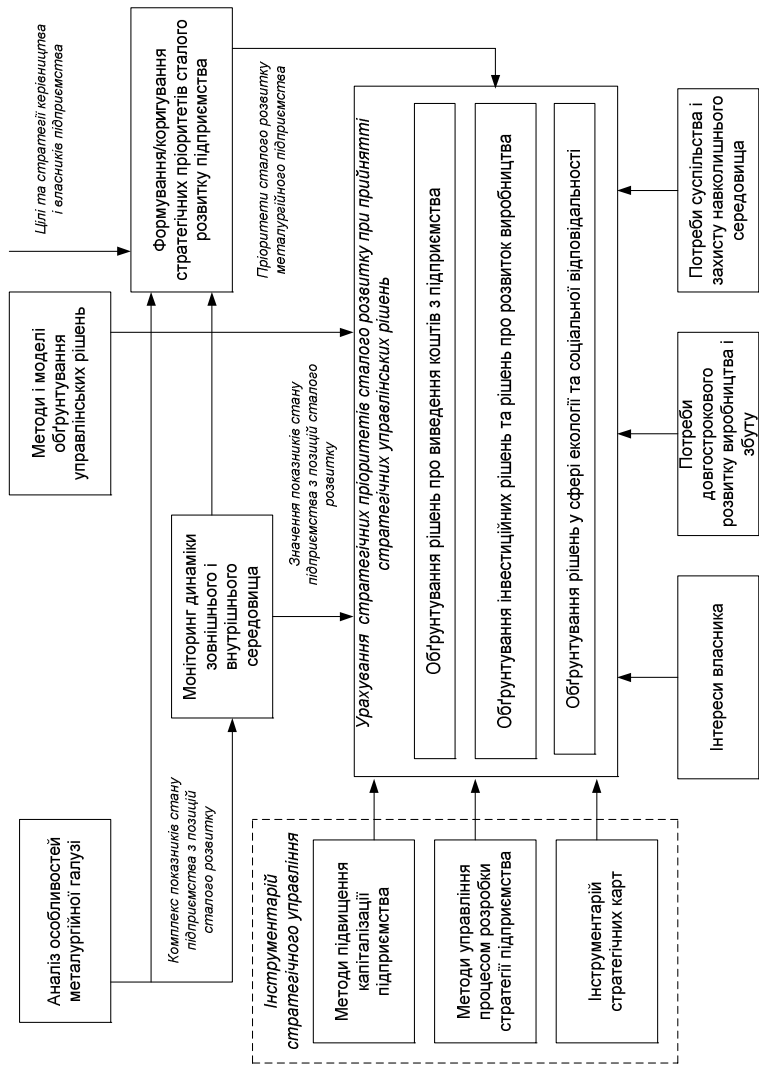 Аналіз особливостей
металургійної галузі
Методи і моделі
обґрунтування
управлінських рішень
Цілі та стратегії керівництва
і власників підприємства
Комплекс показників стану
підприємства з позицій
сталого розвитку
Моніторинг динаміки
зовнішнього і
внутрішнього
середовища
Формування/коригування
стратегічних пріоритетів сталого
розвитку підприємства
Значення показників стану
підприємства з позицій сталого
розвитку
Пріоритети сталого розвитку
металургійного підприємства
Інструментарій
стратегічного управління
Методи підвищення
капіталізації
підприємства
Методи управління
процесом розробки
стратегії підприємства
Інструментарій
стратегічних карт
Урахування стратегічних пріоритетів сталого розвитку при прийнятті
стратегічних управлінських рішень
Обґрунтування рішень про виведення коштів з підприємства
Обґрунтування інвестиційних рішень та рішень про розвиток виробництва
Обґрунтування рішень у сфері екології та соціальної відповідальності
Інтереси власника
Потреби
довгострокового
розвитку виробництва і
збуту
Потреби суспільства і
захисту навколишнього
середовища